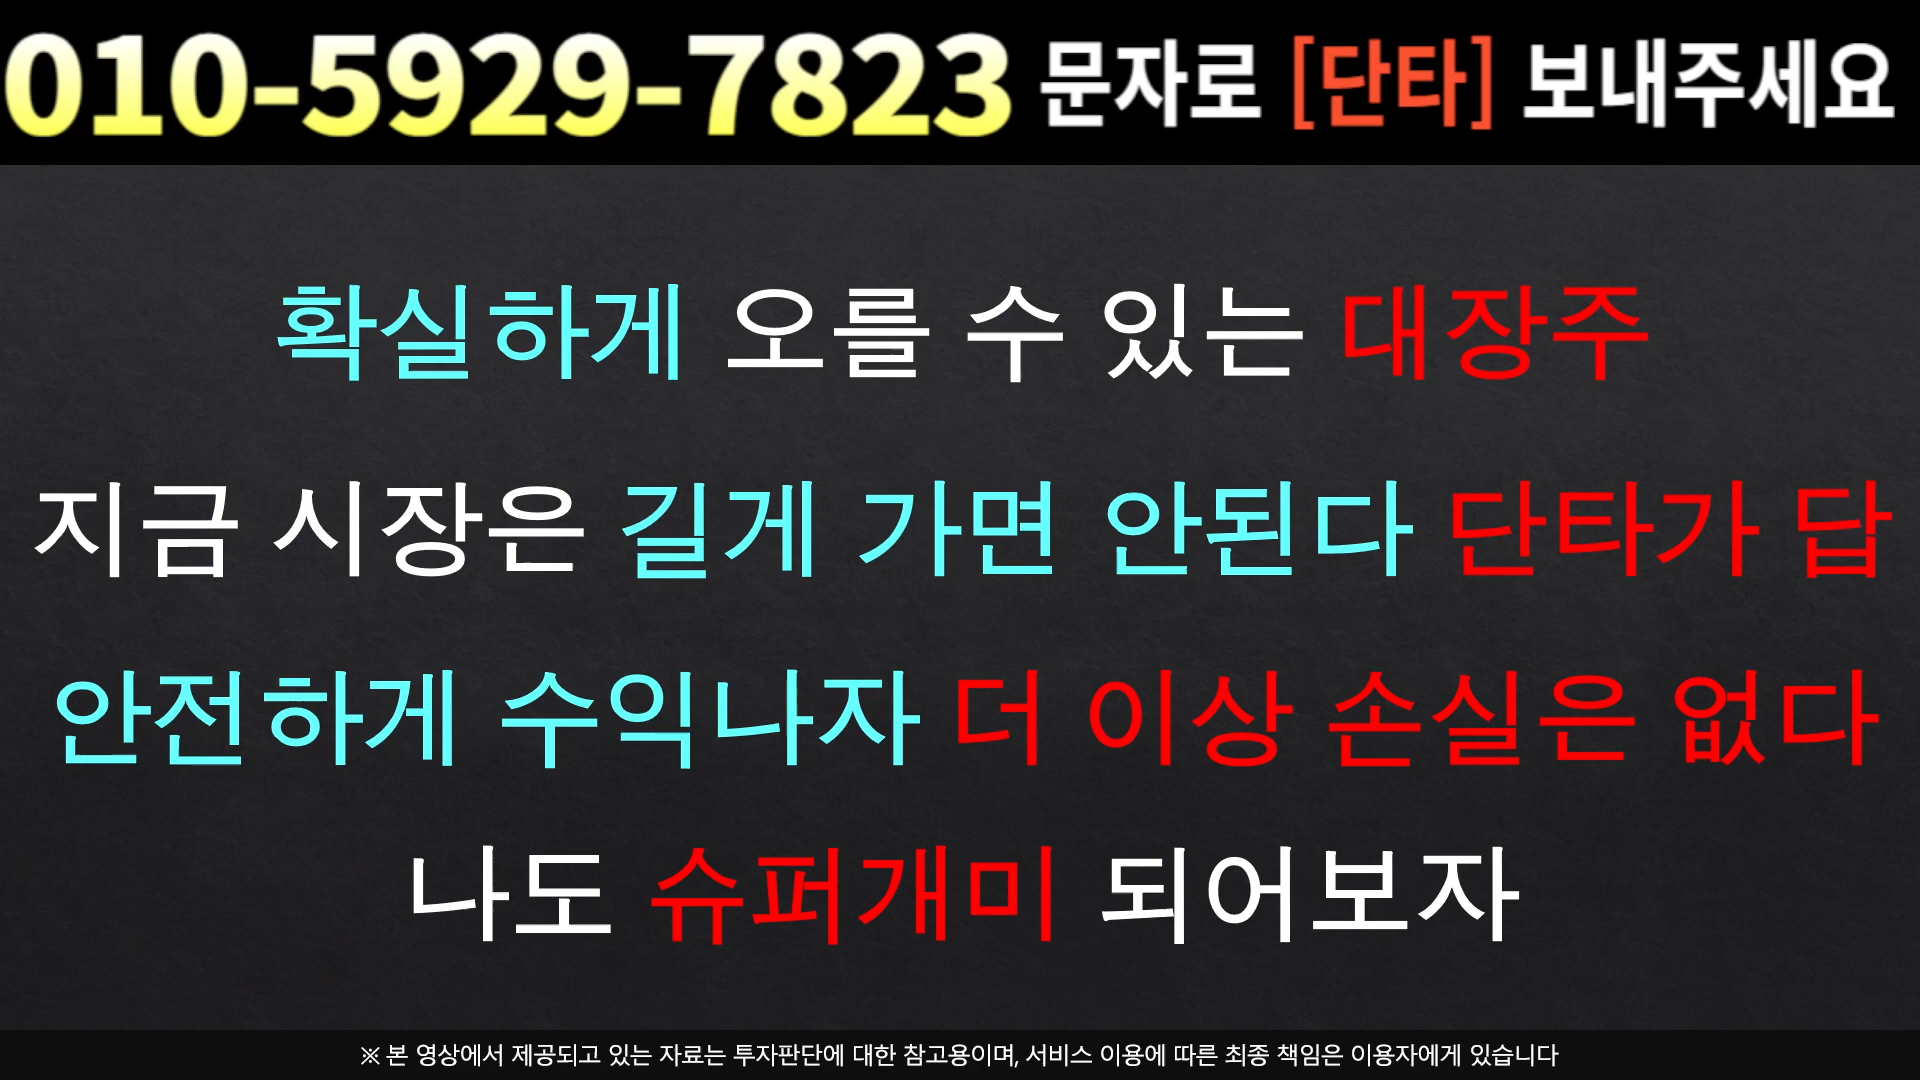 010-5929-7823 문자로 [단타] 보내주세요
확실하게 오를 수 있는 대장주
지금 시장은 길게 가면 안된다 단타가 답
안전하게 수익나자 더 이상 손실은 없다
나도 슈퍼개미 되어보자
※ 본 영상에서 제공되고 있는 자료는 투자판단에 대한 참고용이며, 서비스 이용에 따른 최종 책임은 이용자에게 있습니다